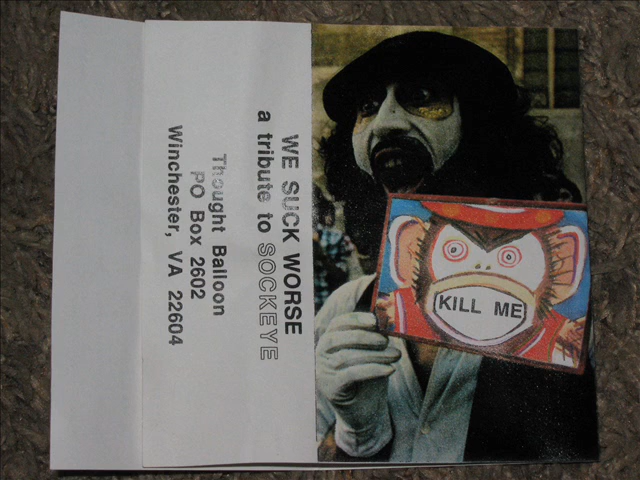 WE SUCK WORSE
a tribute to SOCKEYE
Thought Balloon
PO Box 2602
Winchester, VA 22604
KILL ME